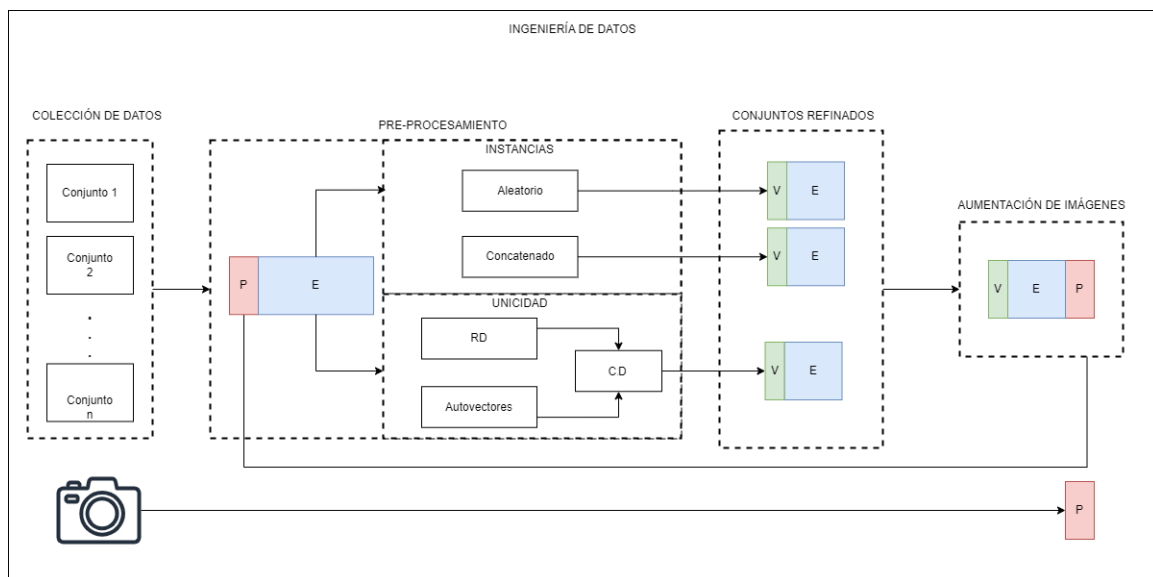 INGENIERÍA DE DATOS
COLECCIÓN DE DATOS
Conjunto 1
Conjunto
2
.
.
.
Conjunto
n
PRE-PROCESAMIENTO
P
E
INSTANCIAS
Aleatorio
Concatenado
UNICIDAD
RD
Autovectores
C.D
CONJUNTOS REFINADOS
V
E
V
E
V
E
AUMENTACIÓN DE IMÁGENES
V
E
P
P